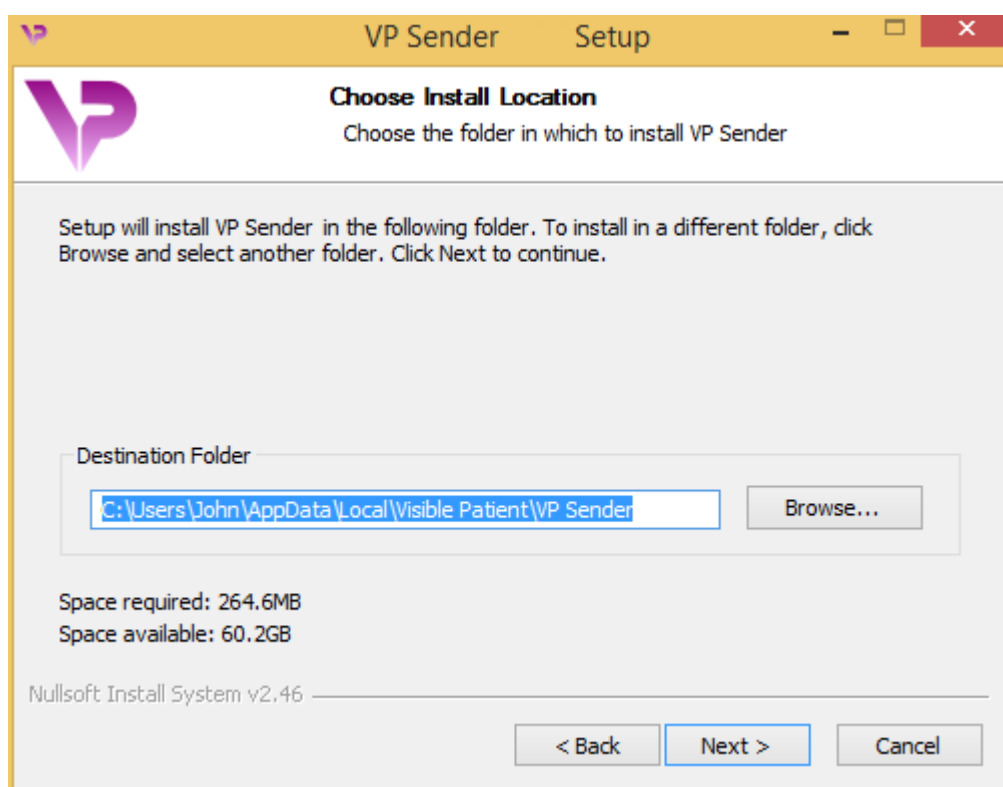 VP Sender Setup
VP
Choose Install Location
Choose the folder in which to install VP Sender
Setup will install VP Sender in the following folder. To install in a different folder, click
Browse and select another folder. Click Next to continue.
Destination Folder
C:\Users\John\AppData\Local\Visible Patient\VP Sender
Browse...
Space required: 264.6MB
Space available: 60.2GB
Nullsoft Install System v2.46
< Back Next > Cancel